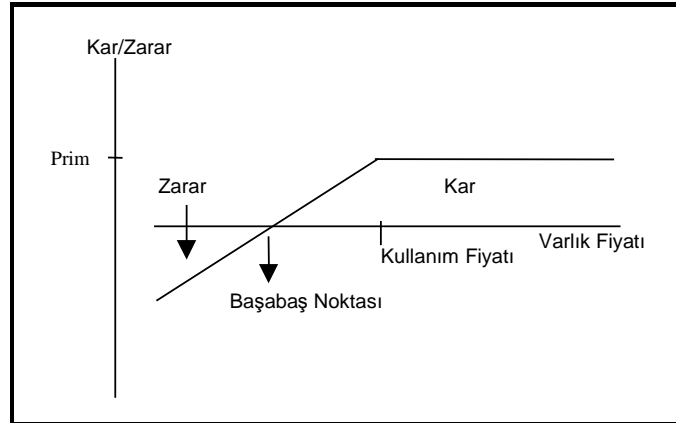 Kar/Zarar
Prim
Zarar
Kar
Varlık Fiyatı
Kullanım Fiyatı
Başabaş Noktası